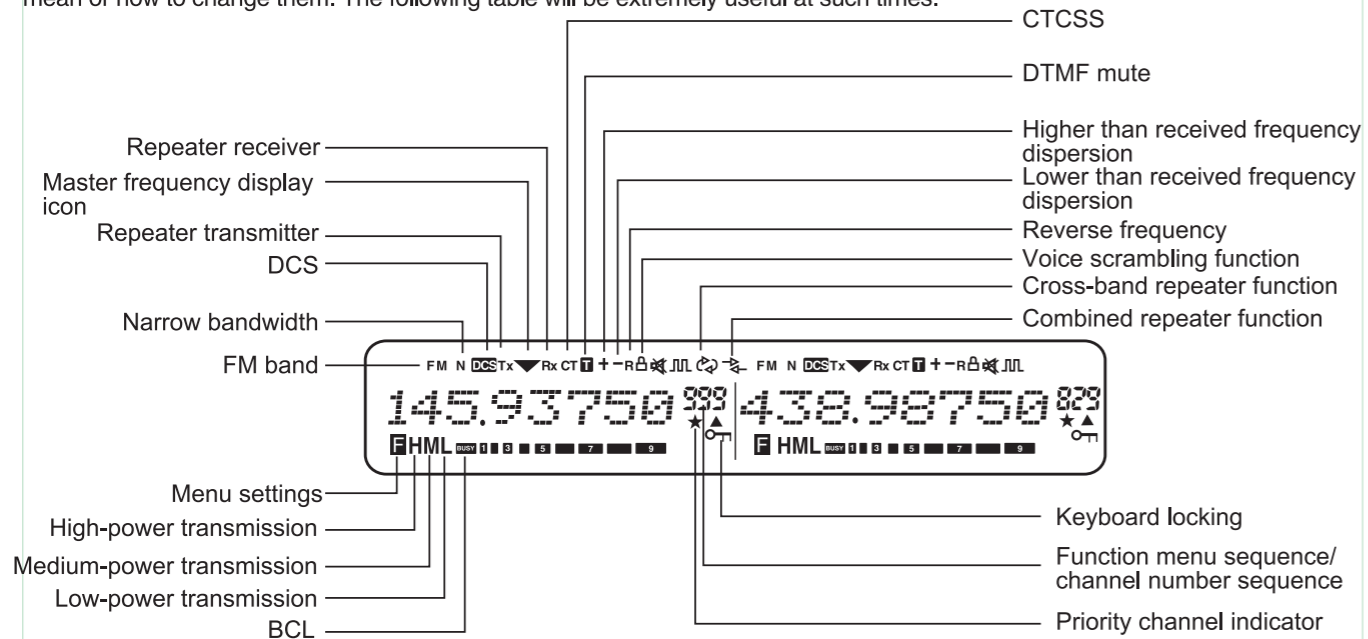 mean or how to change them. The following table will be extremely useful at such times.
CTCSS
DTMF mute
Higher than received frequency
dispersion
Lower than received frequency
dispersion
Reverse frequency
Voice scrambling function
Cross-band repeater function
Combined repeater function
Repeater receiver
Master frequency display
icon
Repeater transmitter
DCS
Narrow bandwidth
FM band
FM N DCS Tx Rx CT T + - R FM N DCS Tx Rx CT T + - R
145.93750 999 438.98750 829
F HML BUSY 1 3 5 7 9 F HML BUSY 1 3 5 7 9
Menu settings
High-power transmission
Medium-power transmission
Low-power transmission
BCL
Keyboard locking
Function menu sequence/
channel number sequence
Priority channel indicator